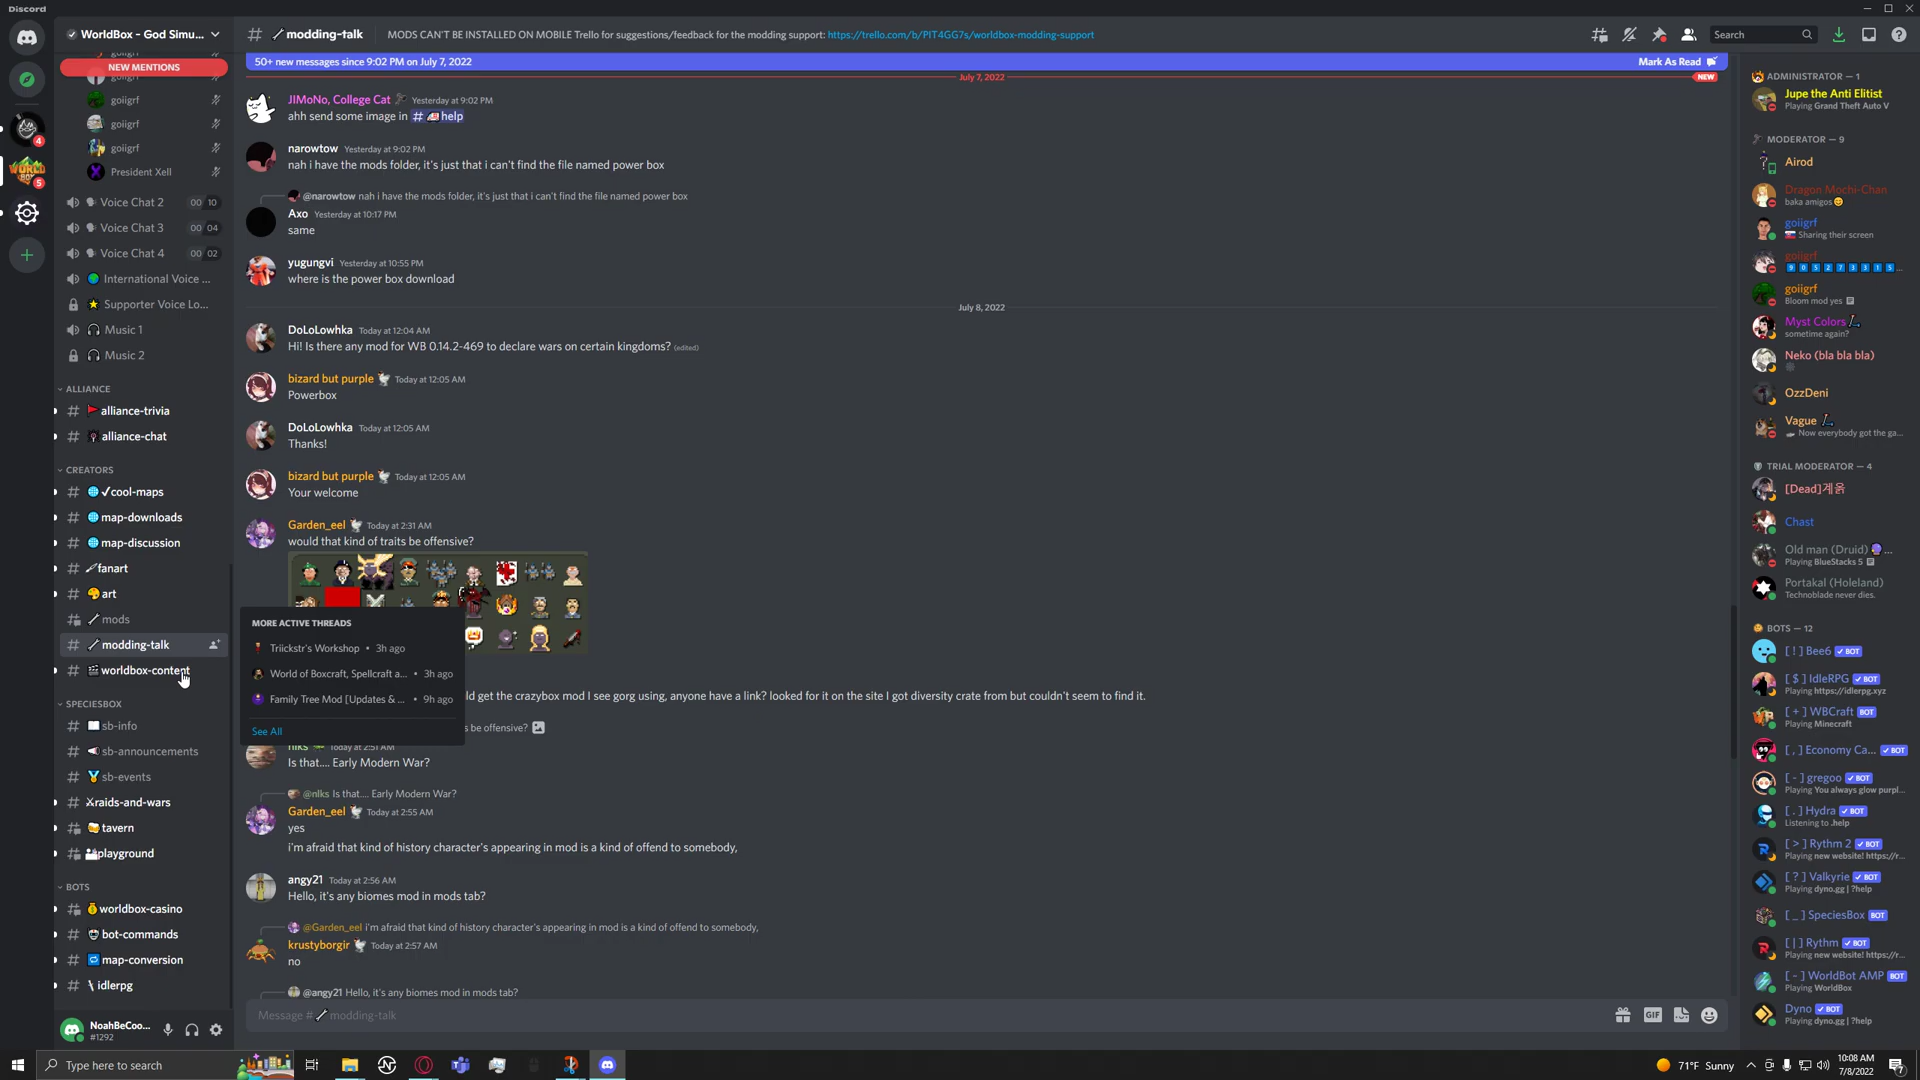 Discord
WorldBox - God Simu...
modding-talk
MODS CAN'T BE INSTALLED ON MOBILE Trello for suggestions/feedback for the modding support: https://trello.com/b/PIT4GG7s/worldbox-modding-support
Search
NEW MENTIONS
goiigrf
goiigrf
goiigrf
goiigrf
President Xell
Voice Chat 2
00 10
Voice Chat 3
00 04
Voice Chat 4
00 02
International Voice ...
Supporter Voice Lo...
Music 1
Music 2
ALLIANCE
alliance-trivia
alliance-chat
CREATORS
✓cool-maps
map-downloads
map-discussion
fanart
art
mods
modding-talk
worldbox-content
SPECIESBOX
sb-info
sb-announcements
sb-events
raids-and-wars
tavern
playground
BOTS
worldbox-casino
bot-commands
map-conversion
idlerpg
NoahBeCoo...
#1292
4
5
50+ new messages since 9:02 PM on July 7, 2022
Mark As Read
July 7, 2022
NEW
JIMoNo, College Cat Yesterday at 9:02 PM
ahh send some image in # help
narowtow Yesterday at 9:02 PM
nah i have the mods folder, it's just that i can't find the file named power box
@narowtow nah i have the mods folder, it's just that i can't find the file named power box
Axo Yesterday at 10:17 PM
same
yugungvi Yesterday at 10:55 PM
where is the power box download
July 8, 2022
DoLoLowhka Today at 12:04 AM
Hi! Is there any mod for WB 0.14.2-469 to declare wars on certain kingdoms? (edited)
bizard but purple Today at 12:05 AM
Powerbox
DoLoLowhka Today at 12:05 AM
Thanks!
bizard but purple Today at 12:05 AM
Your welcome
Garden_eel Today at 2:31 AM
would that kind of traits be offensive?
MORE ACTIVE THREADS
Triickstr's Workshop • 3h ago
World of Boxcraft, Spellcraft a... • 3h ago
Family Tree Mod [Updates & ... • 9h ago
See All
ld get the crazybox mod I see gorg using, anyone have a link? looked for it on the site I got diversity crate from but couldn't seem to find it.
s be offensive?
nlks Today at 2:51 AM
Is that.... Early Modern War?
@nlks Is that.... Early Modern War?
Garden_eel Today at 2:55 AM
yes
i'm afraid that kind of history character's appearing in mod is a kind of offend to somebody,
angy21 Today at 2:56 AM
Hello, it's any biomes mod in mods tab?
@Garden_eel i'm afraid that kind of history character's appearing in mod is a kind of offend to somebody,
krustyborgir Today at 2:57 AM
no
@angy21 Hello, it's any biomes mod in mods tab?
Message # modding-talk
GIF
ADMINISTRATOR — 1
Jupe the Anti Elitist
Playing Grand Theft Auto V
MODERATOR — 9
Airod
Dragon Mochi-Chan
baka amigos
goiigrf
Sharing their screen
goiigrf
9 0 5 2 7 3 3 1 5 ...
goiigrf
Bloom mod yes
Myst Colors
sometime again?
Neko (bla bla bla)
OzzDeni
Vague
Now everybody got the ga...
TRIAL MODERATOR — 4
[Dead]계욹
Chast
Old man (Druid) ...
Playing BlueStacks 5
Portakal (Holeland)
Technoblade never dies.
BOTS — 12
[ ! ] Bee6 ✓ BOT
[ $ ] IdleRPG ✓ BOT
Playing https://idlerpg.xyz
[ + ] WBCraft BOT
Playing Minecraft
[ , ] Economy Ca... ✓ BOT
[ - ] gregoo ✓ BOT
Playing You always glow purpl...
[ . ] Hydra ✓ BOT
Listening to .help
[ > ] Rythm 2 ✓ BOT
Playing new website! https://r...
[ ? ] Valkyrie ✓ BOT
Playing dyno.gg | ?help
[ _ ] SpeciesBox BOT
[ | ] Rythm ✓ BOT
Playing new website! https://r...
[ - ] WorldBot AMP BOT
Playing WorldBox
Dyno ✓ BOT
Playing dyno.gg | ?help
Type here to search
71°F Sunny
10:08 AM
7/8/2022
7